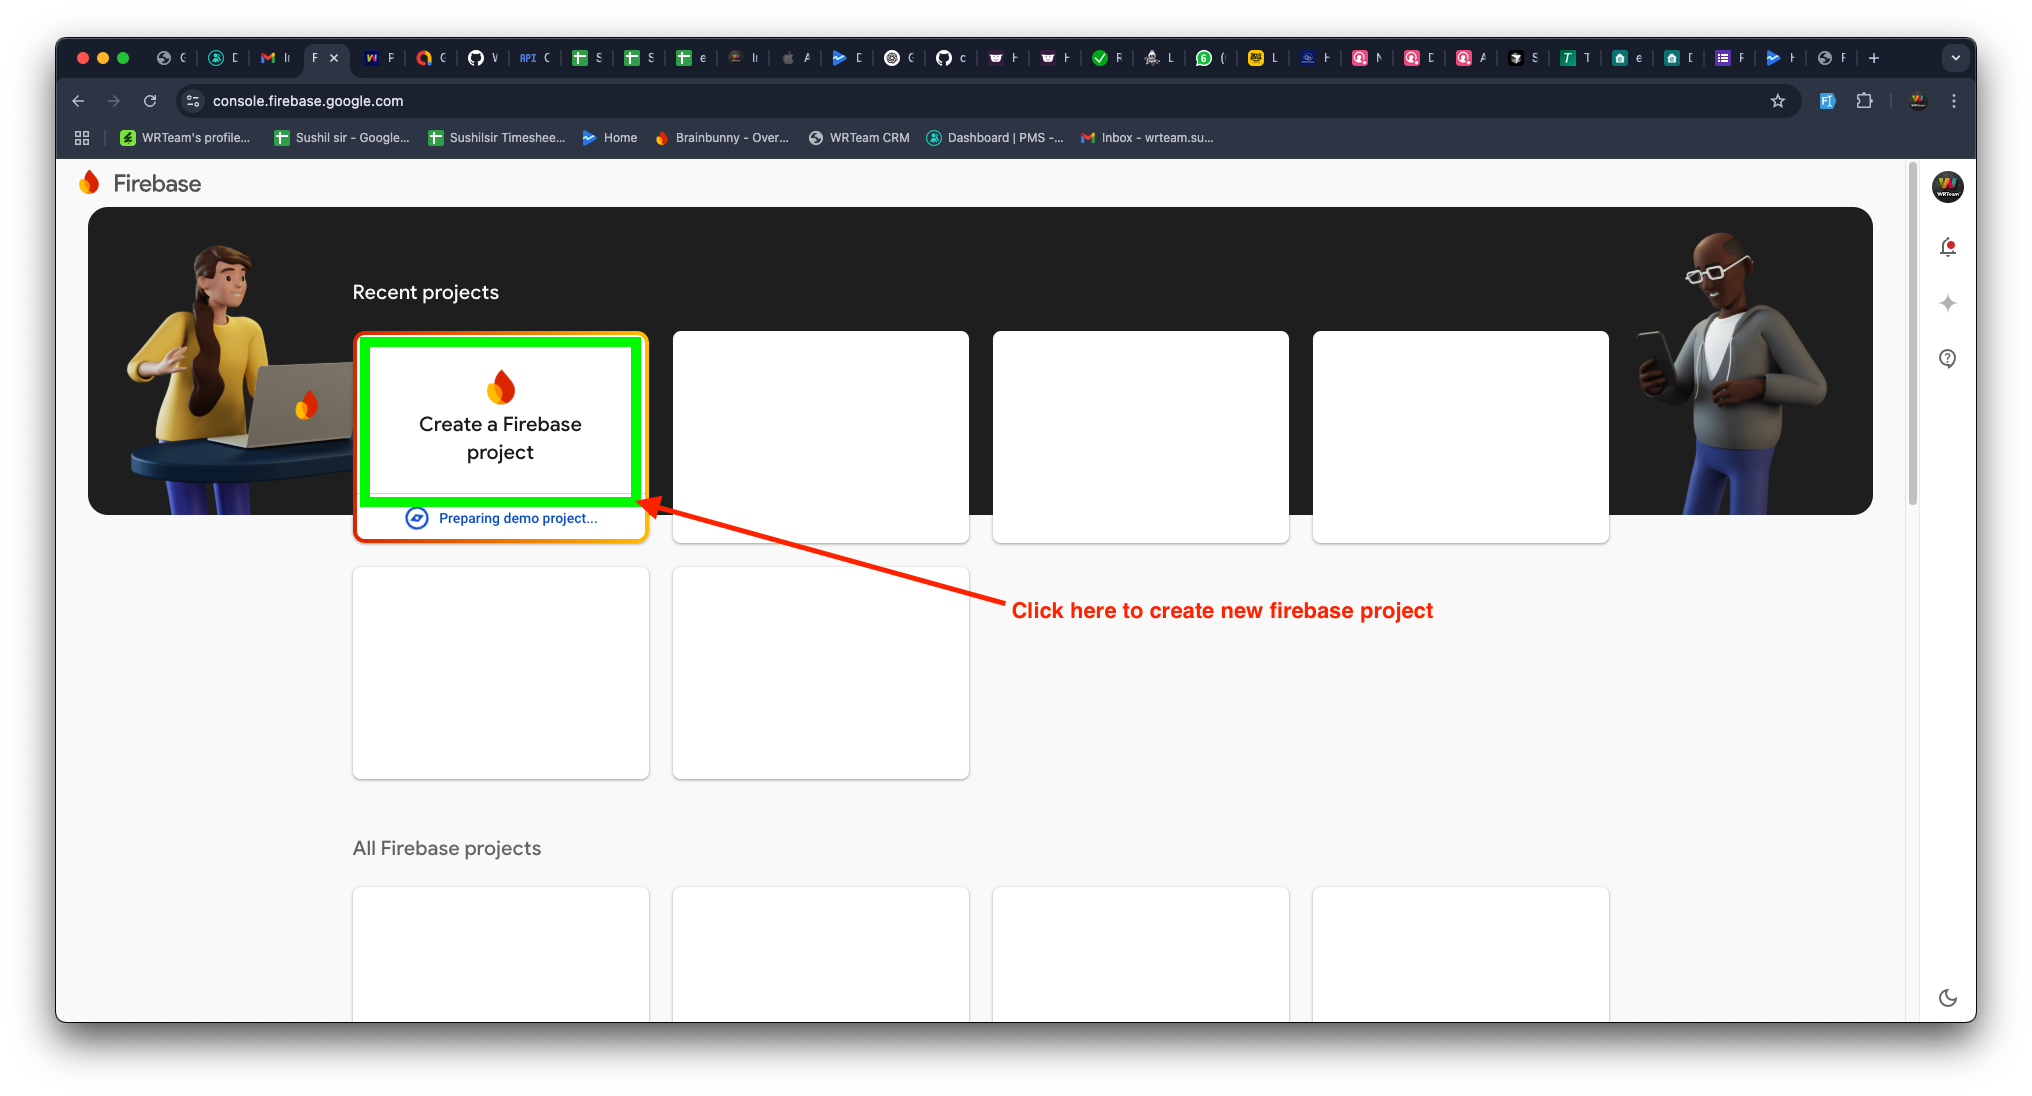 console.firebase.google.com
WRTeam's profile...
Sushil sir - Google...
Sushilsir Timeshee...
Home
Brainbunny - Over...
WRTeam CRM
Dashboard | PMS -...
Inbox - wrteam.su...
Firebase
Recent projects
Create a Firebase
project
Preparing demo project...
Click here to create new firebase project
All Firebase projects